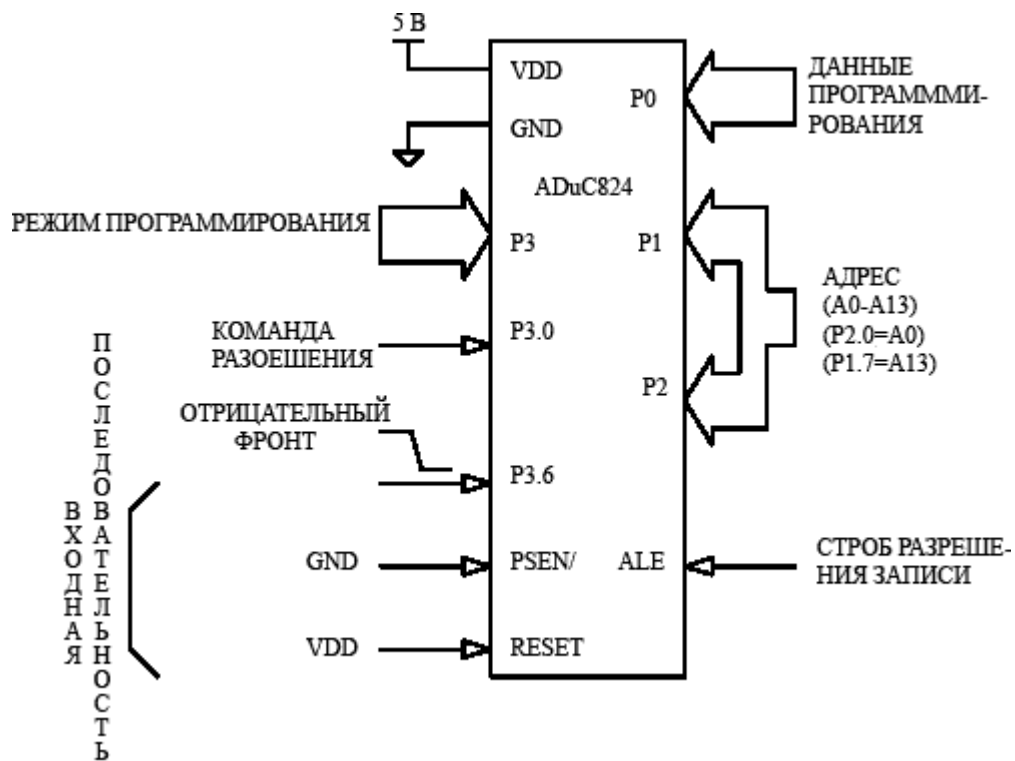 5 В
VDD
GND
ADuC824
P0
ДАННЫЕ
ПРОГРАМММИ-
РОВАНИЯ
РЕЖИМ ПРОГРАММИРОВАНИЯ
P3
P1
АДРЕС
(A0-A13)
(P2.0=A0)
(P1.7=A13)
КОМАНДА
РАЗОЕШЕНИЯ
P3.0
P2
ОТРИЦАТЕЛЬНЫЙ
ФРОНТ
P3.6
ВХОДНАЯ
ПОСЛЕДОВАТЕЛЬНОСТЬ
GND
PSEN/
ALE
СТРОБ РАЗРЕШЕ-
НИЯ ЗАПИСИ
VDD
RESET